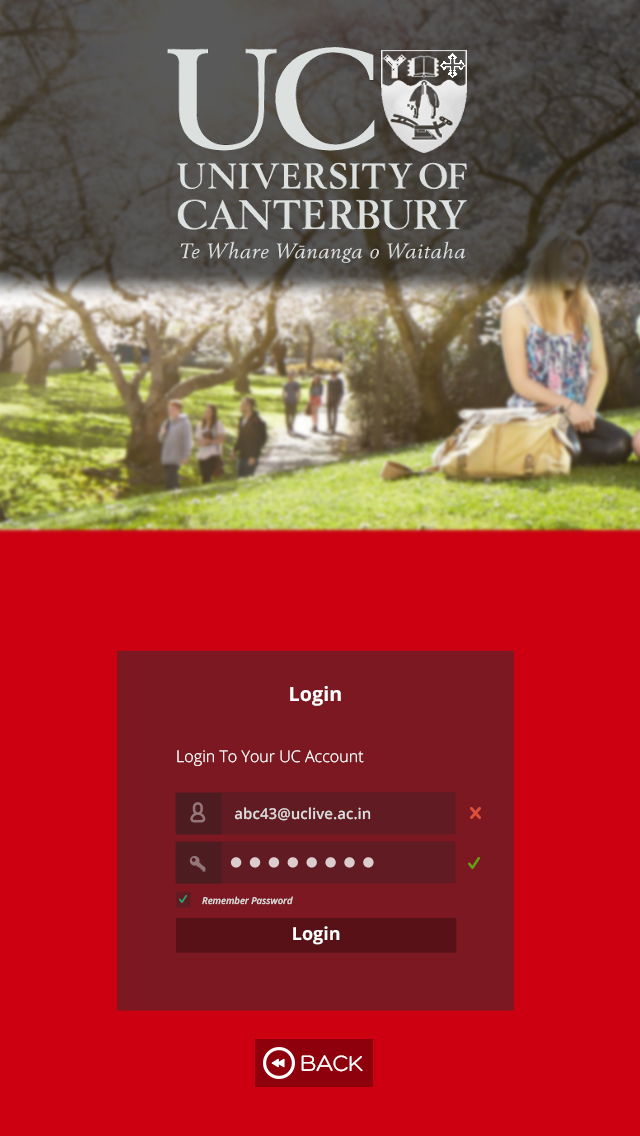 UC
UNIVERSITY OF
CANTERBURY
Te Whare Wānanga o Waitaha
Login
Login To Your UC Account
abc43@uclive.ac.in
Remember Password
Login
BACK